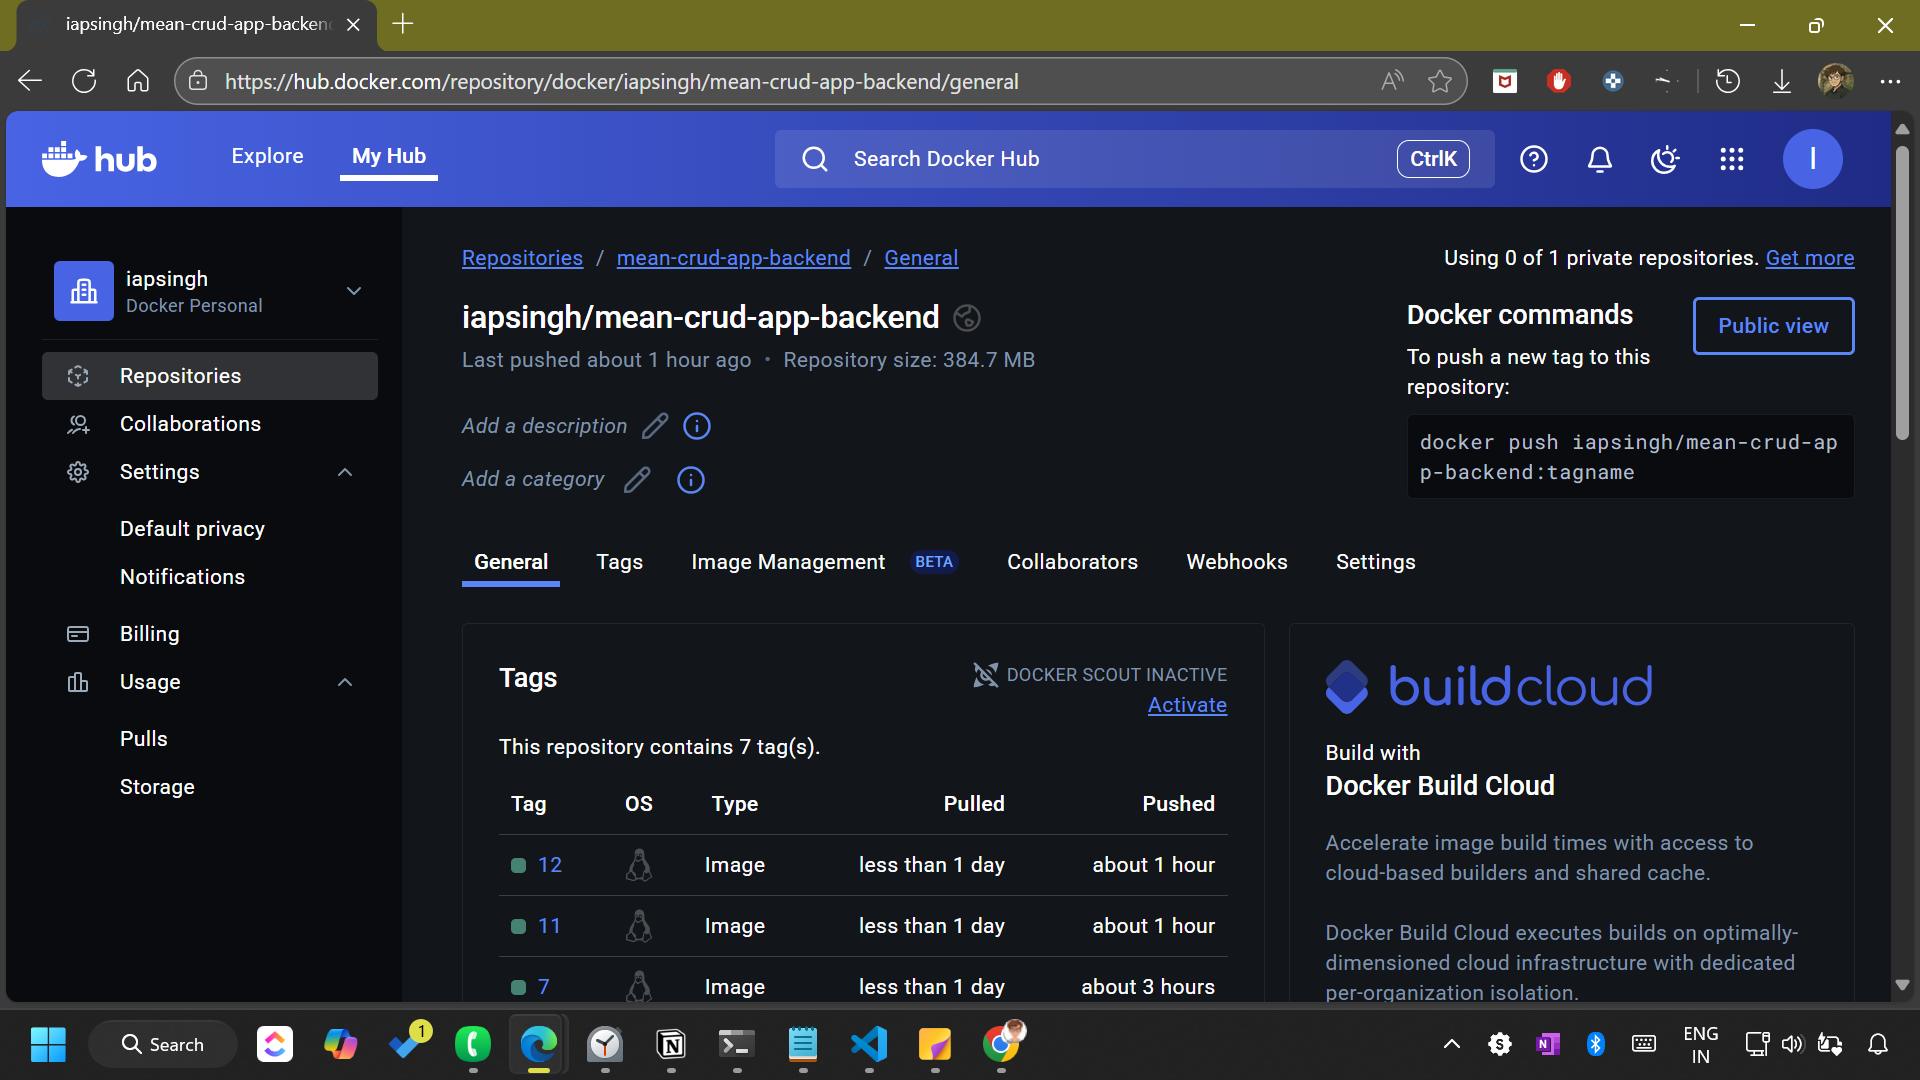 iapsingh/mean-crud-app-backen
https://hub.docker.com/repository/docker/iapsingh/mean-crud-app-backend/general
hub
Explore
My Hub
Search Docker Hub
CtrlK
I
iapsingh
Docker Personal
Repositories
Collaborations
Settings
Default privacy
Notifications
Billing
Usage
Pulls
Storage
Repositories / mean-crud-app-backend / General
Using 0 of 1 private repositories. Get more
iapsingh/mean-crud-app-backend
Last pushed about 1 hour ago • Repository size: 384.7 MB
Add a description
Add a category
Docker commands
Public view
To push a new tag to this
repository:
docker push iapsingh/mean-crud-ap
p-backend:tagname
General
Tags
Image Management
BETA
Collaborators
Webhooks
Settings
Tags
DOCKER SCOUT INACTIVE
Activate
This repository contains 7 tag(s).
Tag OS Type Pulled Pushed
12 Image less than 1 day about 1 hour
11 Image less than 1 day about 1 hour
7 Image less than 1 day about 3 hours
buildcloud
Build with
Docker Build Cloud
Accelerate image build times with access to
cloud-based builders and shared cache.
Docker Build Cloud executes builds on optimally-
dimensioned cloud infrastructure with dedicated
per-organization isolation.
Search
1
ENG
IN